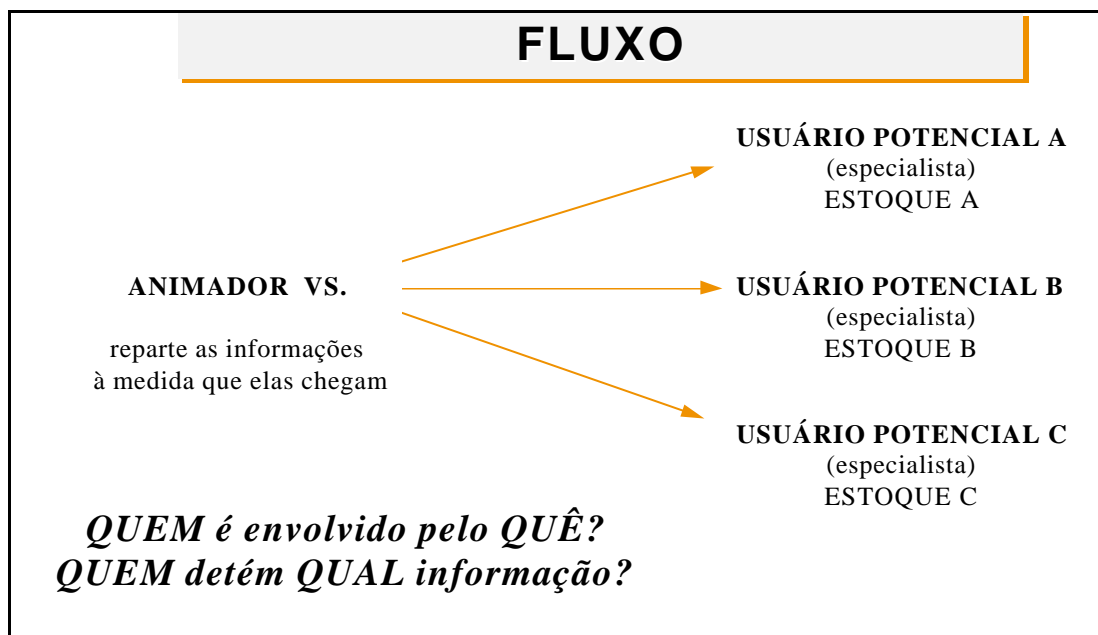 FLUXO
USUÁRIO POTENCIAL A
(especialista)
ESTOQUE A
ANIMADOR VS.
reparte as informações
à medida que elas chegam
USUÁRIO POTENCIAL B
(especialista)
ESTOQUE B
USUÁRIO POTENCIAL C
(especialista)
ESTOQUE C
QUEM é envolvido pelo QUÊ?
QUEM detém QUAL informação?